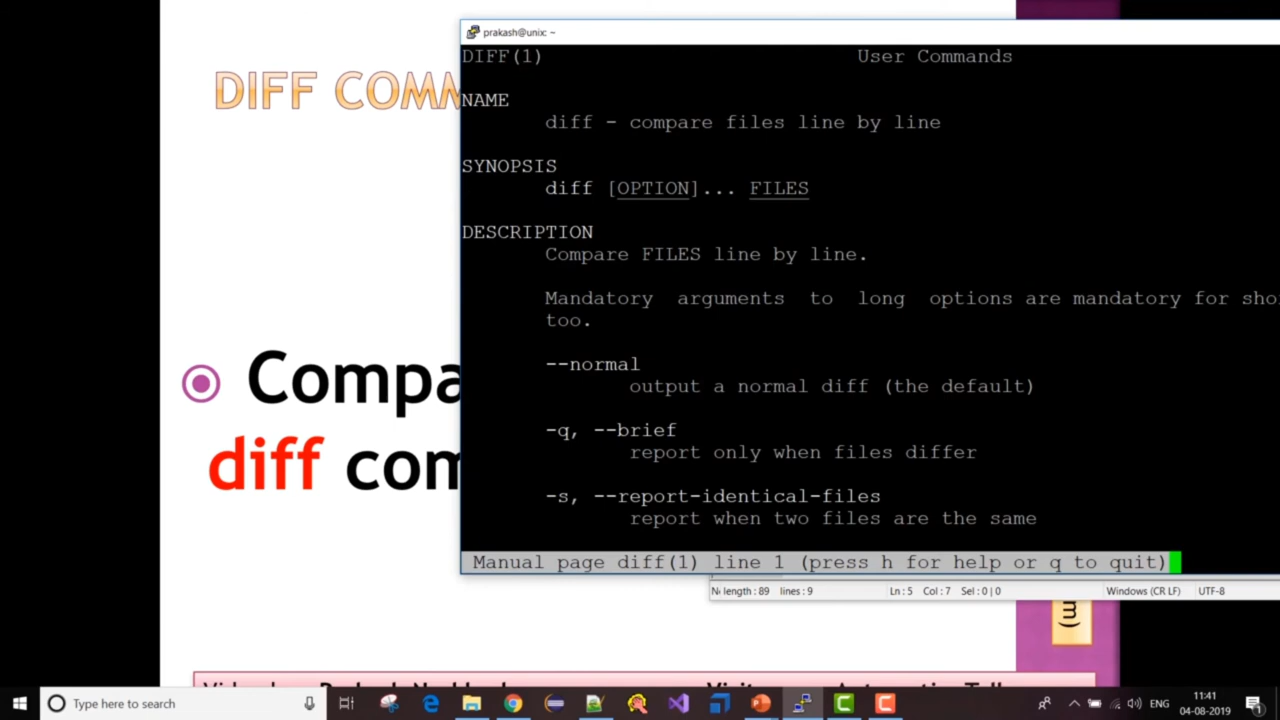 prakash@unix: ~
DIFF(1) User Commands
DIFF COMM
NAME
diff - compare files line by line
SYNOPSIS
diff [OPTION]... FILES
DESCRIPTION
Compare FILES line by line.
Mandatory arguments to long options are mandatory for sho
too.
--normal
output a normal diff (the default)
Compa
-q, --brief
report only when files differ
diff com
-s, --report-identical-files
report when two files are the same
Manual page diff(1) line 1 (press h for help or q to quit)
length : 89 lines : 9 Ln : 5 Col : 7 Sel : 0 | 0 Windows (CR LF) UTF-8
m)
Type here to search
ENG
11:41
04-08-2019
1